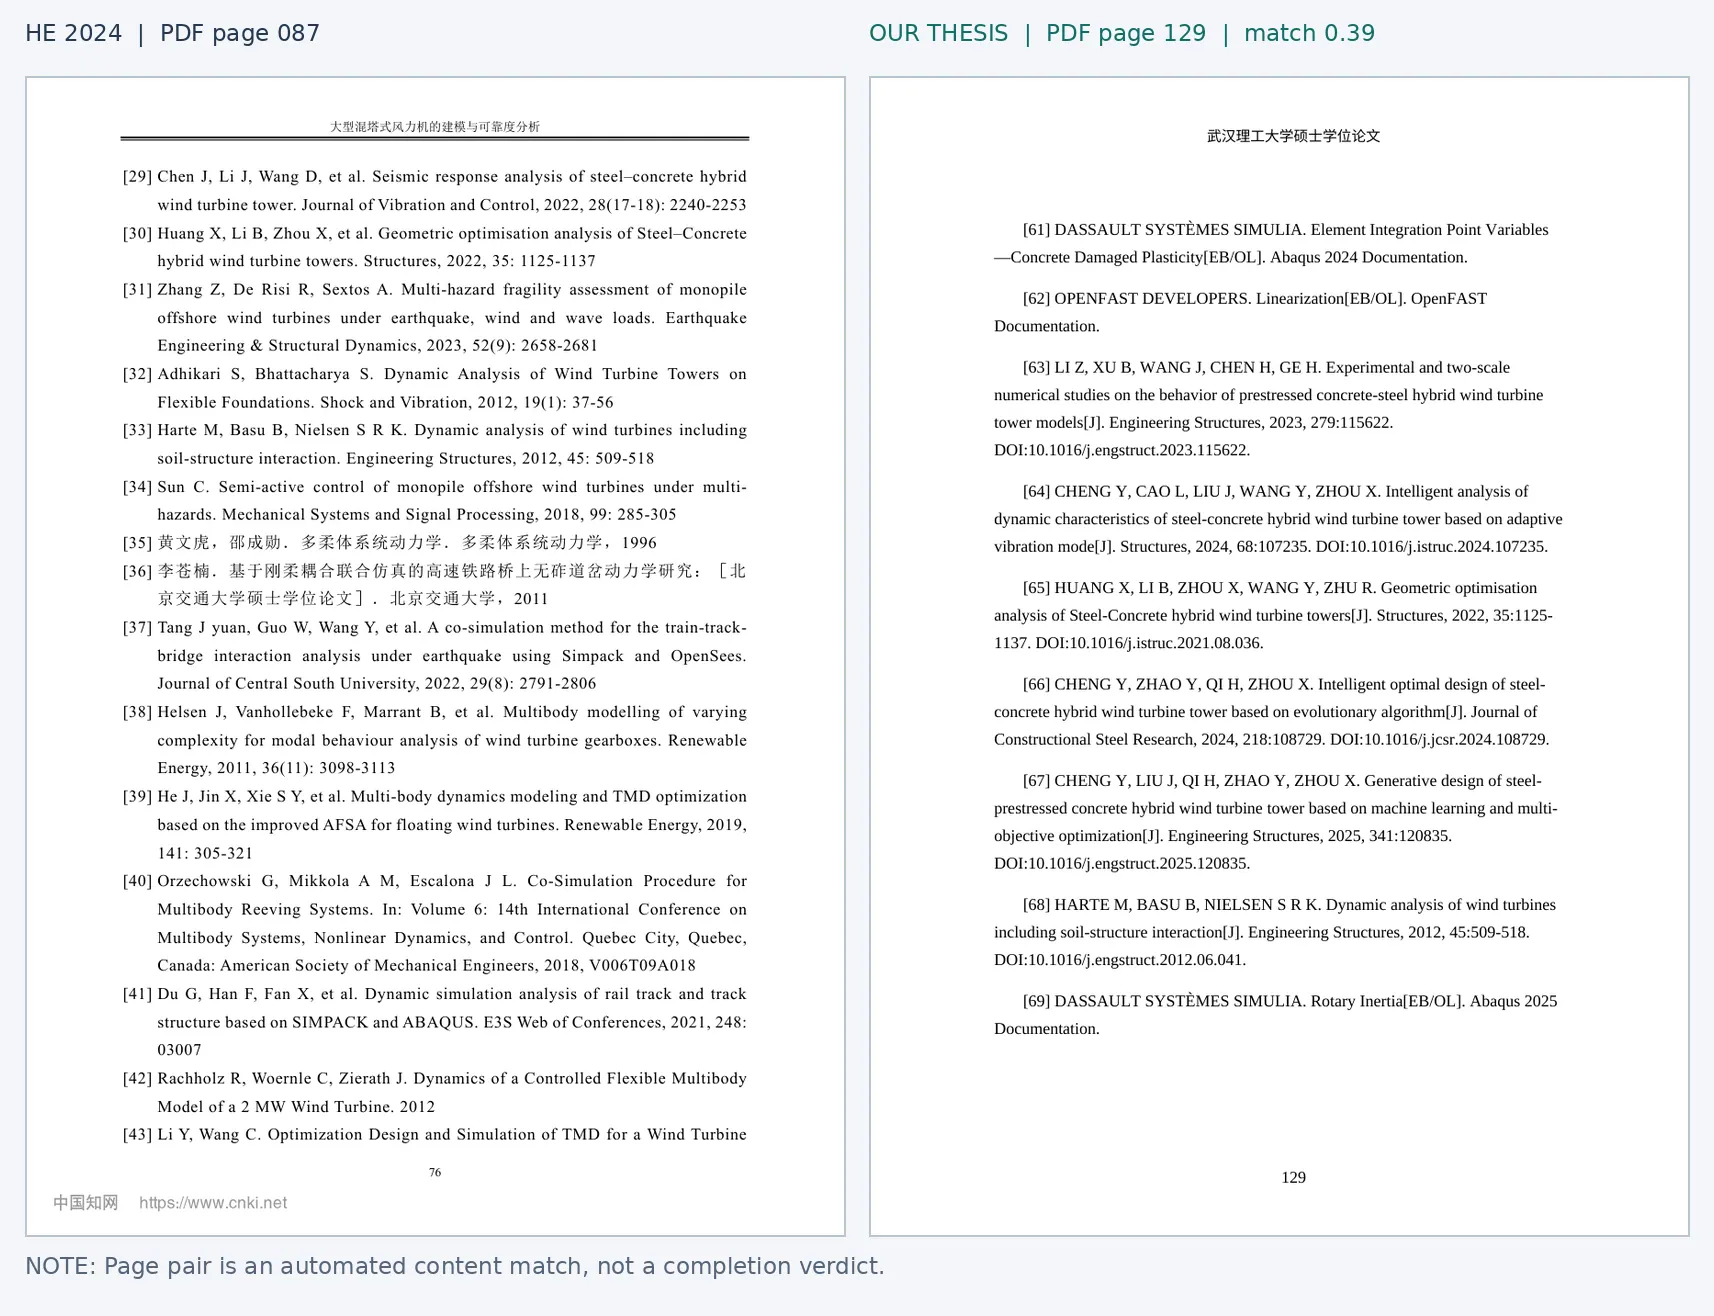 HE 2024 | PDF page 087
大型混塔式风力机的建模与可靠度分析
[29] Chen J, Li J, Wang D, et al. Seismic response analysis of steel–concrete hybrid
wind turbine tower. Journal of Vibration and Control, 2022, 28(17-18): 2240-2253
[30] Huang X, Li B, Zhou X, et al. Geometric optimisation analysis of Steel–Concrete
hybrid wind turbine towers. Structures, 2022, 35: 1125-1137
[31] Zhang Z, De Risi R, Sextos A. Multi-hazard fragility assessment of monopile
offshore wind turbines under earthquake, wind and wave loads. Earthquake
Engineering & Structural Dynamics, 2023, 52(9): 2658-2681
[32] Adhikari S, Bhattacharya S. Dynamic Analysis of Wind Turbine Towers on
Flexible Foundations. Shock and Vibration, 2012, 19(1): 37-56
[33] Harte M, Basu B, Nielsen S R K. Dynamic analysis of wind turbines including
soil-structure interaction. Engineering Structures, 2012, 45: 509-518
[34] Sun C. Semi-active control of monopile offshore wind turbines under multi-
hazards. Mechanical Systems and Signal Processing, 2018, 99: 285-305
[35] 黄文虎，邵成勋．多柔体系统动力学．多柔体系统动力学，1996
[36] 李苍楠．基于刚柔耦合联合仿真的高速铁路桥上无砟道岔动力学研究：［北
京交通大学硕士学位论文］．北京交通大学，2011
[37] Tang J yuan, Guo W, Wang Y, et al. A co-simulation method for the train-track-
bridge interaction analysis under earthquake using Simpack and OpenSees.
Journal of Central South University, 2022, 29(8): 2791-2806
[38] Helsen J, Vanhollebeke F, Marrant B, et al. Multibody modelling of varying
complexity for modal behaviour analysis of wind turbine gearboxes. Renewable
Energy, 2011, 36(11): 3098-3113
[39] He J, Jin X, Xie S Y, et al. Multi-body dynamics modeling and TMD optimization
based on the improved AFSA for floating wind turbines. Renewable Energy, 2019,
141: 305-321
[40] Orzechowski G, Mikkola A M, Escalona J L. Co-Simulation Procedure for
Multibody Reeving Systems. In: Volume 6: 14th International Conference on
Multibody Systems, Nonlinear Dynamics, and Control. Quebec City, Quebec,
Canada: American Society of Mechanical Engineers, 2018, V006T09A018
[41] Du G, Han F, Fan X, et al. Dynamic simulation analysis of rail track and track
structure based on SIMPACK and ABAQUS. E3S Web of Conferences, 2021, 248:
03007
[42] Rachholz R, Woernle C, Zierath J. Dynamics of a Controlled Flexible Multibody
Model of a 2 MW Wind Turbine. 2012
[43] Li Y, Wang C. Optimization Design and Simulation of TMD for a Wind Turbine
76
中国知网 https://www.cnki.net
OUR THESIS | PDF page 129 | match 0.39
武汉理工大学硕士学位论文
[61] DASSAULT SYSTÈMES SIMULIA. Element Integration Point Variables
—Concrete Damaged Plasticity[EB/OL]. Abaqus 2024 Documentation.
[62] OPENFAST DEVELOPERS. Linearization[EB/OL]. OpenFAST
Documentation.
[63] LI Z, XU B, WANG J, CHEN H, GE H. Experimental and two-scale
numerical studies on the behavior of prestressed concrete-steel hybrid wind turbine
tower models[J]. Engineering Structures, 2023, 279:115622.
DOI:10.1016/j.engstruct.2023.115622.
[64] CHENG Y, CAO L, LIU J, WANG Y, ZHOU X. Intelligent analysis of
dynamic characteristics of steel-concrete hybrid wind turbine tower based on adaptive
vibration mode[J]. Structures, 2024, 68:107235. DOI:10.1016/j.istruc.2024.107235.
[65] HUANG X, LI B, ZHOU X, WANG Y, ZHU R. Geometric optimisation
analysis of Steel-Concrete hybrid wind turbine towers[J]. Structures, 2022, 35:1125-
1137. DOI:10.1016/j.istruc.2021.08.036.
[66] CHENG Y, ZHAO Y, QI H, ZHOU X. Intelligent optimal design of steel-
concrete hybrid wind turbine tower based on evolutionary algorithm[J]. Journal of
Constructional Steel Research, 2024, 218:108729. DOI:10.1016/j.jcsr.2024.108729.
[67] CHENG Y, LIU J, QI H, ZHAO Y, ZHOU X. Generative design of steel-
prestressed concrete hybrid wind turbine tower based on machine learning and multi-
objective optimization[J]. Engineering Structures, 2025, 341:120835.
DOI:10.1016/j.engstruct.2025.120835.
[68] HARTE M, BASU B, NIELSEN S R K. Dynamic analysis of wind turbines
including soil-structure interaction[J]. Engineering Structures, 2012, 45:509-518.
DOI:10.1016/j.engstruct.2012.06.041.
[69] DASSAULT SYSTÈMES SIMULIA. Rotary Inertia[EB/OL]. Abaqus 2025
Documentation.
129
NOTE: Page pair is an automated content match, not a completion verdict.